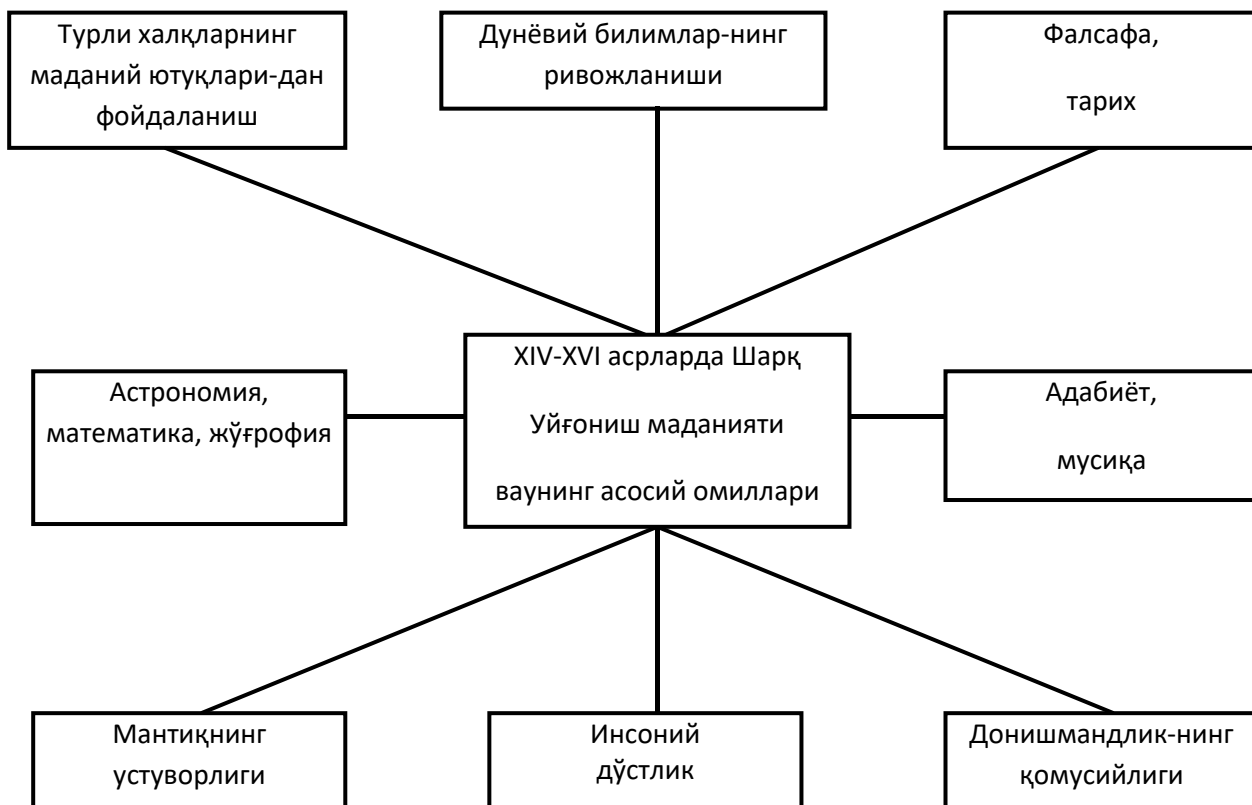 Турли халқларнинг
маданий ютуқлари-дан
фойдаланиш
Дунёвий билимлар-нинг
ривожланиши
Фалсафа,
тарих
XIV-XVI асрларда Шарқ
Уйғониш маданияти
ваунинг асосий омиллари
Астрономия,
математика, жўғрофия
Адабиёт,
мусиқа
Мантиқнинг
устуворлиги
Инсоний
дўстлик
Донишмандлик-нинг
қомусийлиги